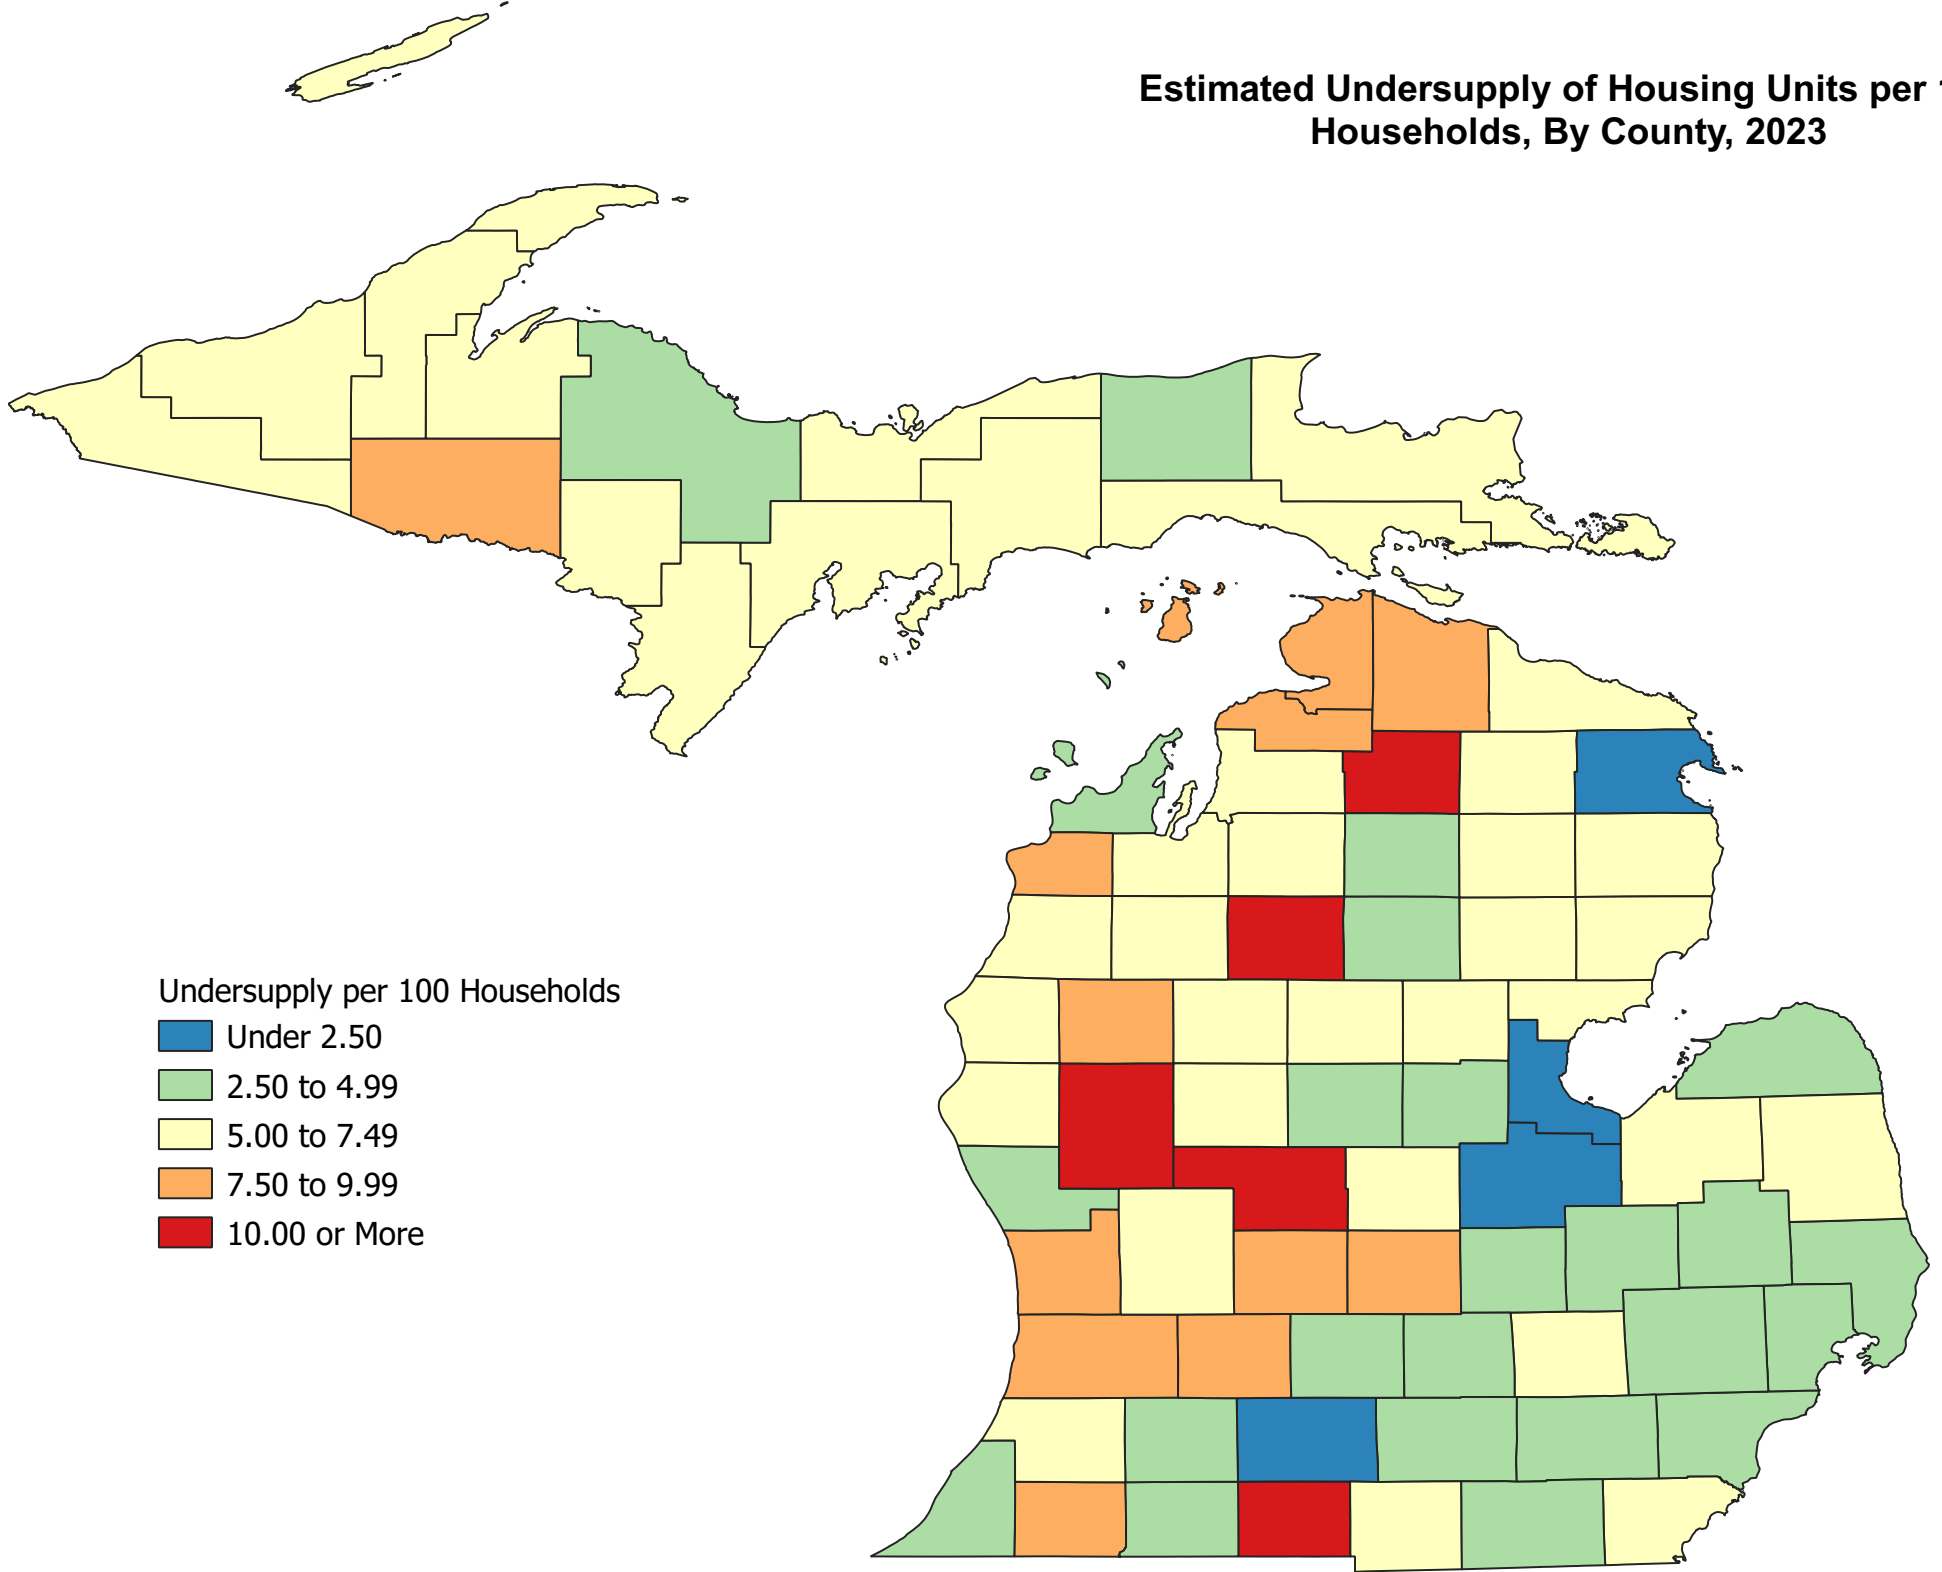 Estimated Undersupply of Housing Units per
Households, By County, 2023
Undersupply per 100 Households
Under 2.50
2.50 to 4.99
5.00 to 7.49
7.50 to 9.99
10.00 or More